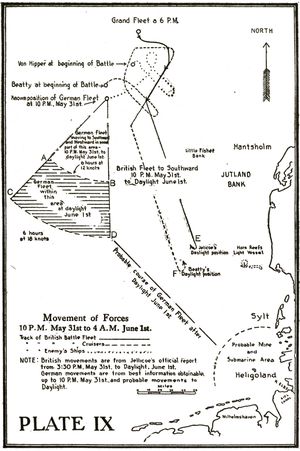 Grand Fleet a 6 P.M.
NORTH
Von Hipper at beginning of Battle
Beatty at beginning of Battle
Known position of German Fleet
at 10 P.M., May 31st.
German Fleet
moving to Southward
and Westward in some
part of this area -
10 P.M. May 31st, to
daylight June 1st.
6 hours at
12 knots
A
Little Fisher
Bank
Hantsholm
JUTLAND
BANK
British Fleet to Southward
10 P.M. May 31st, to
Daylight June 1st.
German
Fleet
within
this
area
at daylight
June 1st
B
C
D
6 hours
at 18 knots
E
Jellicoe's
Daylight position
Horn Reefs
Light Vessel
F
Beatty's
Daylight position
Probable course of German Fleet after
Daylight June 1st.
Sylt
Probable Mine and
Submarine Area
Heligoland
Wilhelmshaven
Movement of Forces
10 P.M. May 31st to 4 A.M. June 1st.
Track of British Battle Fleet
" " " Cruisers
" " Enemy's Ships
NOTE: British movements are from Jellicoe's official report
from 3:30 P.M. May 31st, to Daylight, June 1st.
German movements are from best information obtainable
up to 10 P.M., May 31st, and probable movements to
Daylight.
PLATE IX